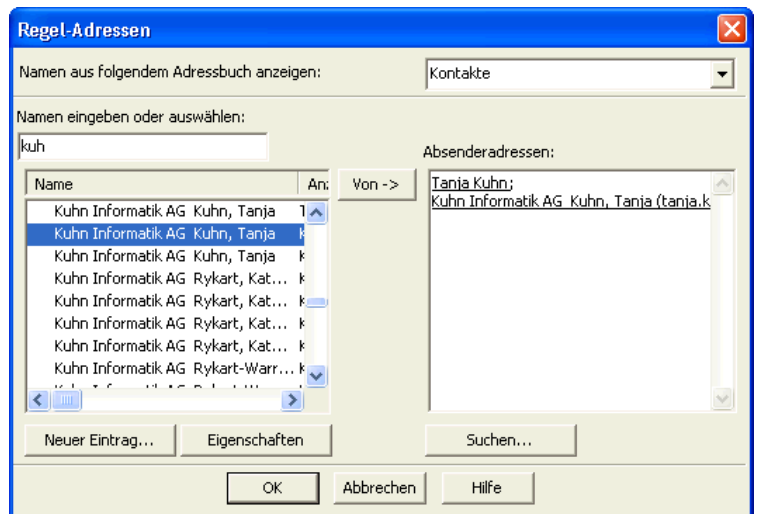 Regel-Adressen
Namen aus folgendem Adressbuch anzeigen:
Kontakte
Namen eingeben oder auswählen:
kuh
Absenderadressen:
Name An:
Von ->
Tanja Kuhn;
Kuhn Informatik AG Kuhn, Tanja (tanja.k
Kuhn Informatik AG Kuhn, Tanja
Kuhn Informatik AG Kuhn, Tanja K
Kuhn Informatik AG Kuhn, Tanja K
Kuhn Informatik AG Rykart, Kat... K
Kuhn Informatik AG Rykart, Kat... K
Kuhn Informatik AG Rykart, Kat... K
Kuhn Informatik AG Rykart, Kat... K
Kuhn Informatik AG Rykart-Warr... K
Neuer Eintrag...
Eigenschaften
Suchen...
OK
Abbrechen
Hilfe